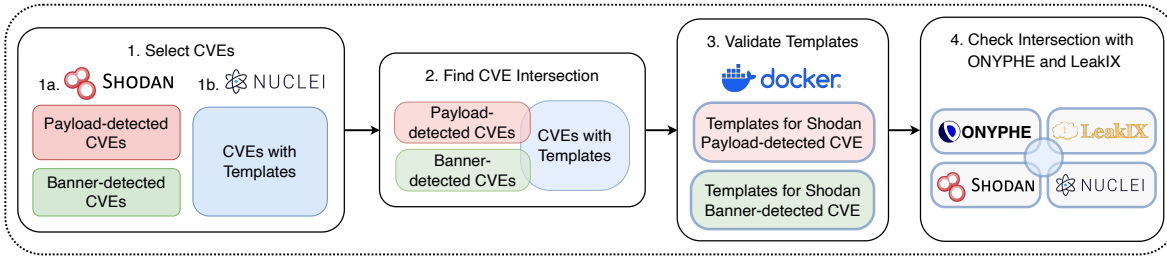 1. Select CVEs
1a. SHODAN
1b. NUCLEI
Payload-detected
CVEs
Banner-detected
CVEs
CVEs with
Templates
2. Find CVE Intersection
Payload-
detected CVEs
Banner-
detected CVEs
CVEs with
Templates
3. Validate Templates
docker.
Templates for Shodan
Payload-detected CVE
Templates for Shodan
Banner-detected CVE
4. Check Intersection with
ONYPHE and LeakIX
ONYPHE
LeakIX
SHODAN
NUCLEI